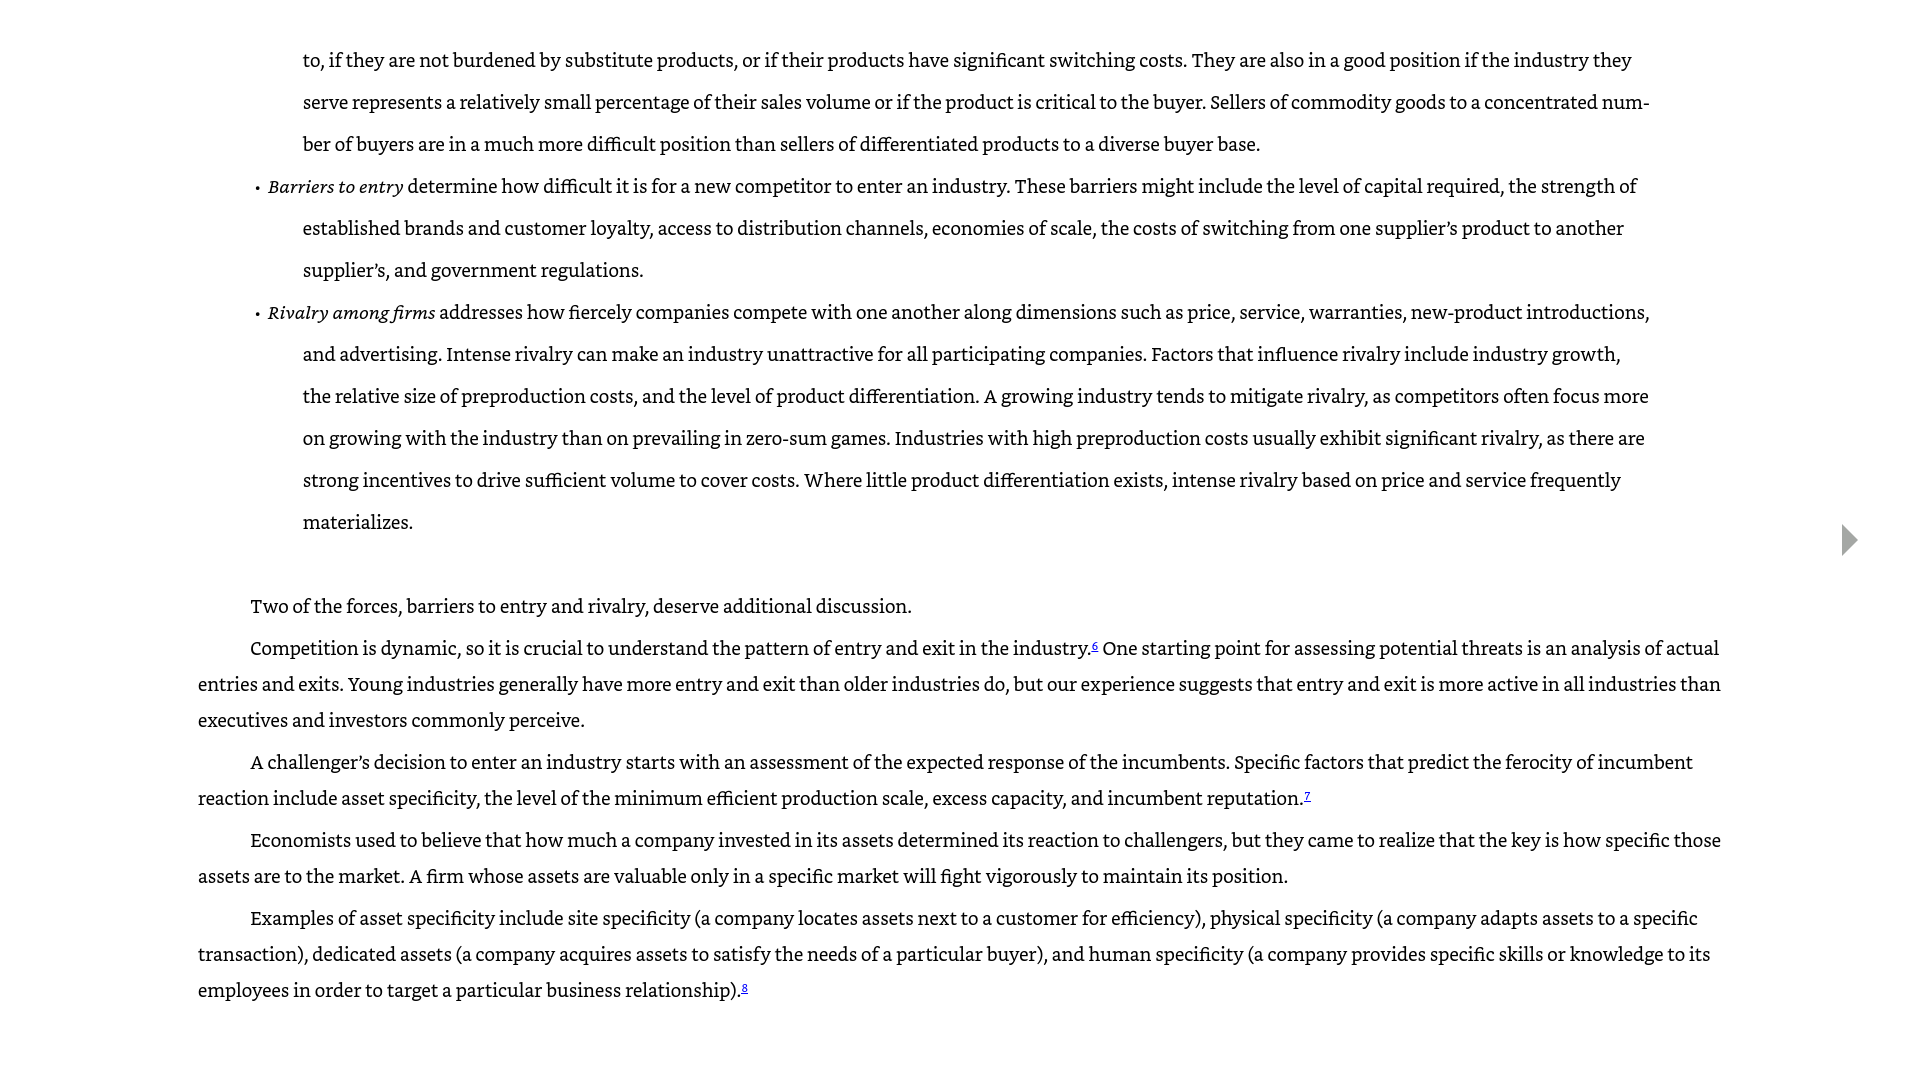 to, if they are not burdened by substitute products, or if their products have significant switching costs. They are also in a good position if the industry they
serve represents a relatively small percentage of their sales volume or if the product is critical to the buyer. Sellers of commodity goods to a concentrated num-
ber of buyers are in a much more difficult position than sellers of differentiated products to a diverse buyer base.
• Barriers to entry determine how difficult it is for a new competitor to enter an industry. These barriers might include the level of capital required, the strength of
established brands and customer loyalty, access to distribution channels, economies of scale, the costs of switching from one supplier’s product to another
supplier’s, and government regulations.
• Rivalry among firms addresses how fiercely companies compete with one another along dimensions such as price, service, warranties, new-product introductions,
and advertising. Intense rivalry can make an industry unattractive for all participating companies. Factors that influence rivalry include industry growth,
the relative size of preproduction costs, and the level of product differentiation. A growing industry tends to mitigate rivalry, as competitors often focus more
on growing with the industry than on prevailing in zero-sum games. Industries with high preproduction costs usually exhibit significant rivalry, as there are
strong incentives to drive sufficient volume to cover costs. Where little product differentiation exists, intense rivalry based on price and service frequently
materializes.
Two of the forces, barriers to entry and rivalry, deserve additional discussion.
Competition is dynamic, so it is crucial to understand the pattern of entry and exit in the industry.6 One starting point for assessing potential threats is an analysis of actual
entries and exits. Young industries generally have more entry and exit than older industries do, but our experience suggests that entry and exit is more active in all industries than
executives and investors commonly perceive.
A challenger’s decision to enter an industry starts with an assessment of the expected response of the incumbents. Specific factors that predict the ferocity of incumbent
reaction include asset specificity, the level of the minimum efficient production scale, excess capacity, and incumbent reputation.7
Economists used to believe that how much a company invested in its assets determined its reaction to challengers, but they came to realize that the key is how specific those
assets are to the market. A firm whose assets are valuable only in a specific market will fight vigorously to maintain its position.
Examples of asset specificity include site specificity (a company locates assets next to a customer for efficiency), physical specificity (a company adapts assets to a specific
transaction), dedicated assets (a company acquires assets to satisfy the needs of a particular buyer), and human specificity (a company provides specific skills or knowledge to its
employees in order to target a particular business relationship).8